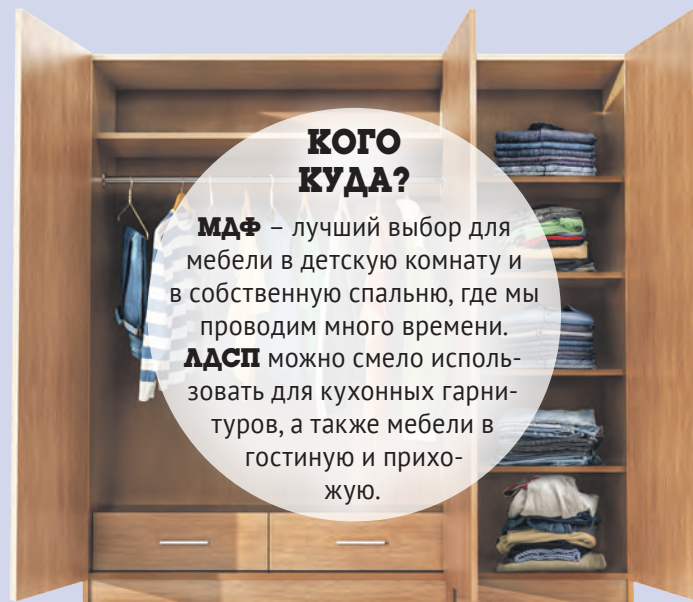 КОГО
КУДА?
МДФ – лучший выбор для
мебели в детскую комнату и
в собственную спальню, где мы
проводим много времени.
ЛДСП можно смело исполь-
зовать для кухонных гарни-
туров, а также мебели в
гостиную и прихо-
жую.